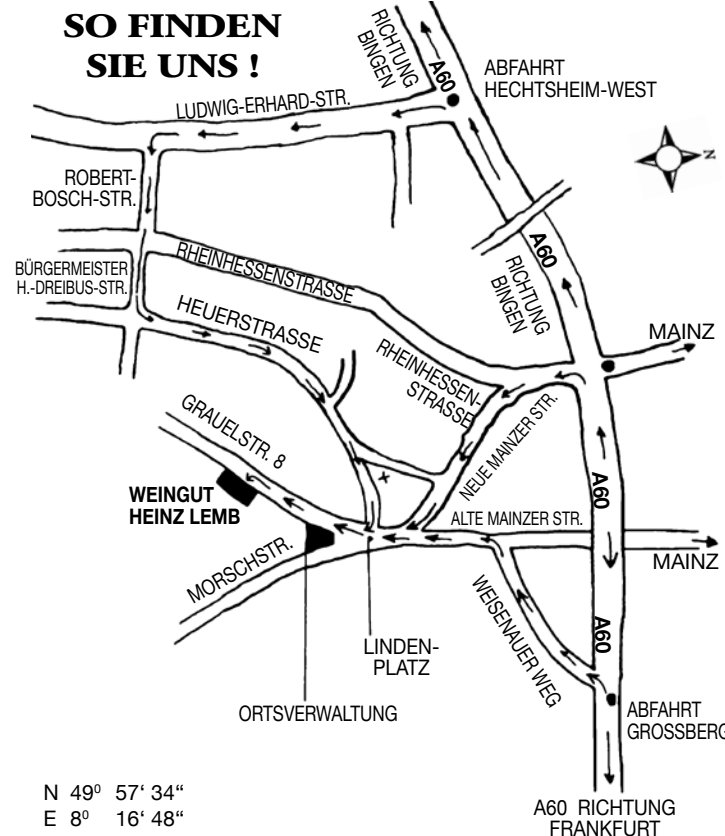 SO FINDEN
SIE UNS !
RICHTUNG
BINGEN
A60
ABFAHRT
HECHTSHEIM-WEST
LUDWIG-ERHARD-STR.
N
ROBERT-
BOSCH-STR.
A60
RICHTUNG
BINGEN
RHEINHESSENSTRASSE
BÜRGERMEISTER
H.-DREIBUS-STR.
HEUERSTRASSE
MAINZ
RHEINHESSEN-
STRASSE
GRAUELSTR. 8
NEUE MAINZER STR.
X
A60
WEINGUT
HEINZ LEMB
ALTE MAINZER STR.
MAINZ
MORSCHSTR.
WEISENAUER WEG
A60
LINDEN-
PLATZ
ORTSVERWALTUNG
ABFAHRT
GROSSBERG
N 49⁰ 57‘ 34“
E 8⁰ 16‘ 48“
A60 RICHTUNG
FRANKFURT